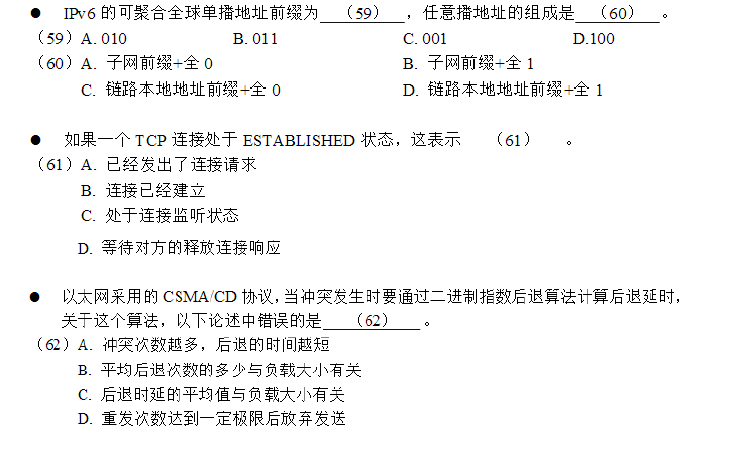 ● IPv6 的可聚合全球单播地址前缀为 （59） ，任意播地址的组成是 （60） 。
（59）A. 010 B. 011 C. 001 D.100
（60）A. 子网前缀+全 0 B. 子网前缀+全 1
C. 链路本地地址前缀+全 0 D. 链路本地地址前缀+全 1
● 如果一个 TCP 连接处于 ESTABLISHED 状态，这表示 （61） 。
（61）A. 已经发出了连接请求
B. 连接已经建立
C. 处于连接监听状态
D. 等待对方的释放连接响应
● 以太网采用的 CSMA/CD 协议，当冲突发生时要通过二进制指数后退算法计算后退延时，
关于这个算法，以下论述中错误的是 （62） 。
（62）A. 冲突次数越多，后退的时间越短
B. 平均后退次数的多少与负载大小有关
C. 后退时延的平均值与负载大小有关
D. 重发次数达到一定极限后放弃发送